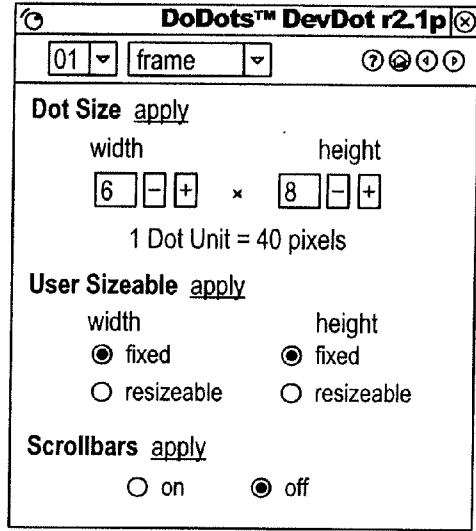 DoDots™ DevDot r2.1p
01 frame ?
Dot Size apply
width height
6 − + × 8 − +
1 Dot Unit = 40 pixels
User Sizeable apply
width height
fixed fixed
resizeable resizeable
Scrollbars apply
on off